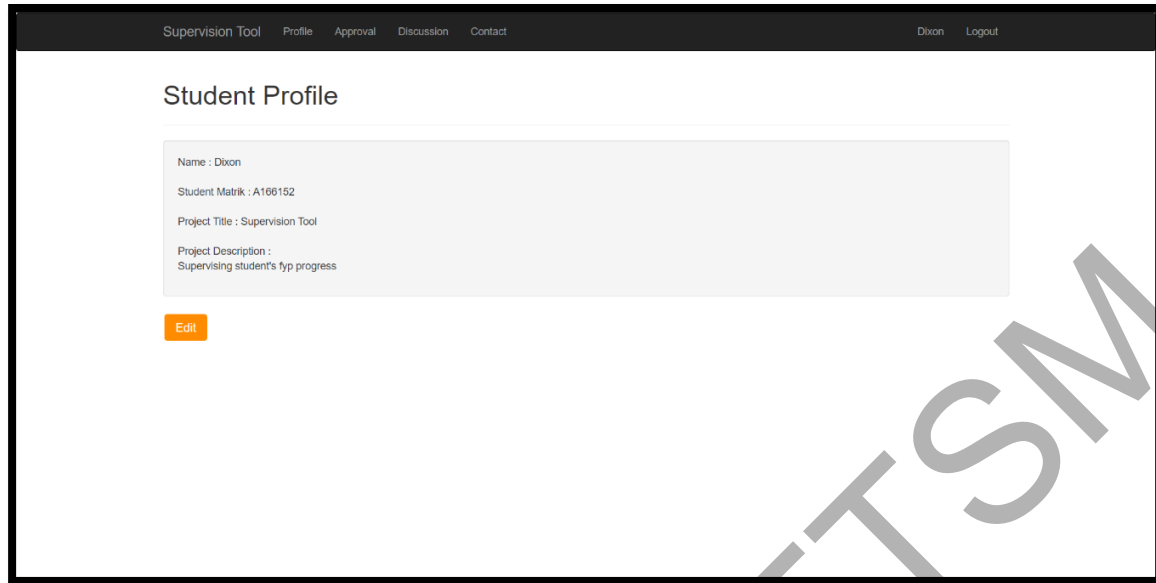 Supervision Tool Profile Approval Discussion Contact Dixon Logout
Student Profile
Name : Dixon
Student Matrik : A166152
Project Title : Supervision Tool
Project Description :
Supervising student's fyp progress
Edit
TSM